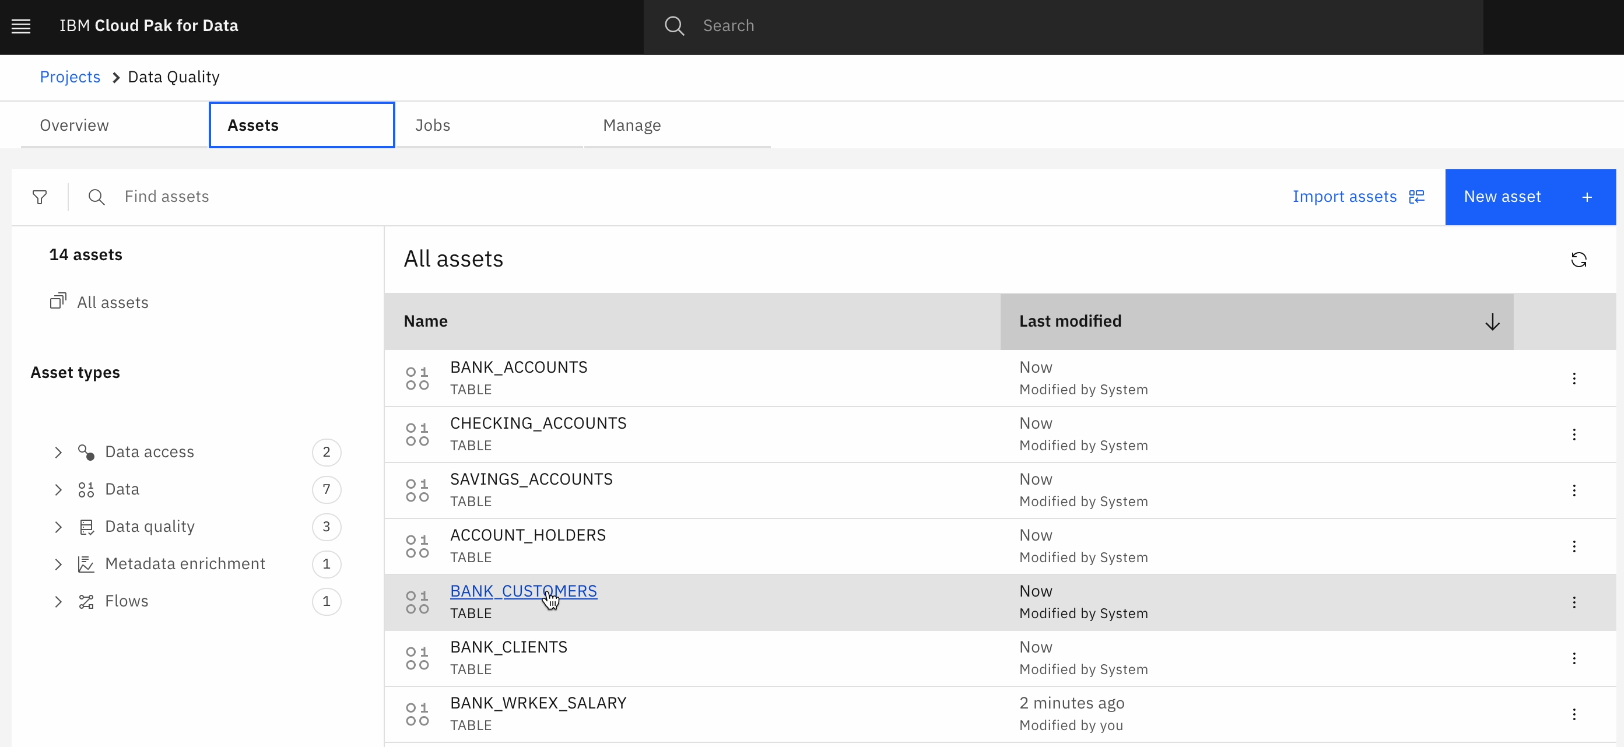 IBM Cloud Pak for Data
Search
Projects > Data Quality
Overview
Assets
Jobs
Manage
Find assets
Import assets
New asset +
14 assets
All assets
Asset types
Data access 2
Data 7
Data quality 3
Metadata enrichment 1
Flows 1
All assets
Name
Last modified
BANK_ACCOUNTS
TABLE
Now
Modified by System
CHECKING_ACCOUNTS
TABLE
Now
Modified by System
SAVINGS_ACCOUNTS
TABLE
Now
Modified by System
ACCOUNT_HOLDERS
TABLE
Now
Modified by System
BANK_CUSTOMERS
TABLE
Now
Modified by System
BANK_CLIENTS
TABLE
Now
Modified by System
BANK_WRKEX_SALARY
TABLE
2 minutes ago
Modified by you